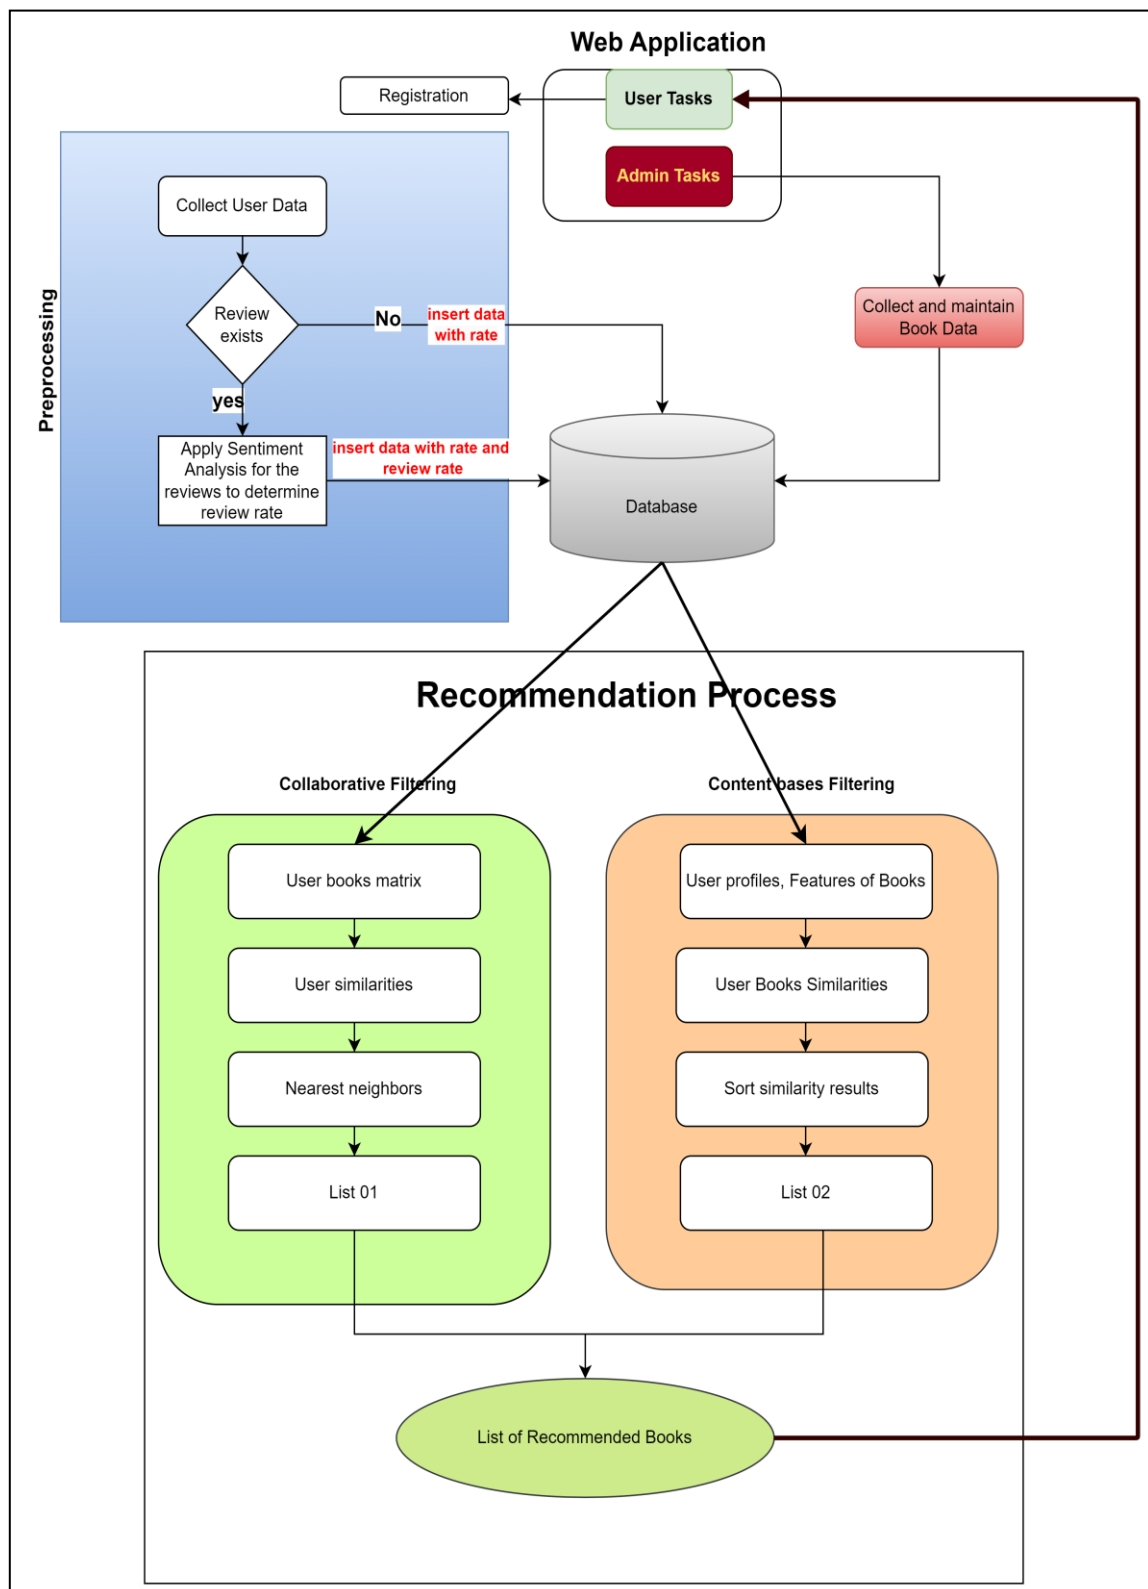 Web Application
Registration
User Tasks
Admin Tasks
Preprocessing
Collect User Data
Review
exists
No
insert data
with rate
yes
Apply Sentiment
Analysis for the
reviews to determine
review rate
insert data with rate and
review rate
Collect and maintain
Book Data
Database
Recommendation Process
Collaborative Filtering
User books matrix
User similarities
Nearest neighbors
List 01
Content bases Filtering
User profiles, Features of Books
User Books Similarities
Sort similarity results
List 02
List of Recommended Books